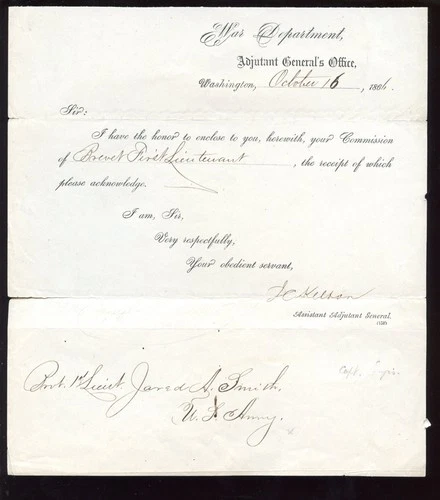 War Department,
Adjutant General's Office,
Washington, October 16, 1866.
Sir:
I have the honor to enclose to you, herewith, your Commission
of Brevet First Lieutenant, the receipt of which
please acknowledge.
I am, Sir,
Very respectfully,
Your obedient servant,
J C Kelton
Assistant Adjutant General.
Capt.
Bvt. 1st Lieut. Jared A. Smith,
U. S. Army.